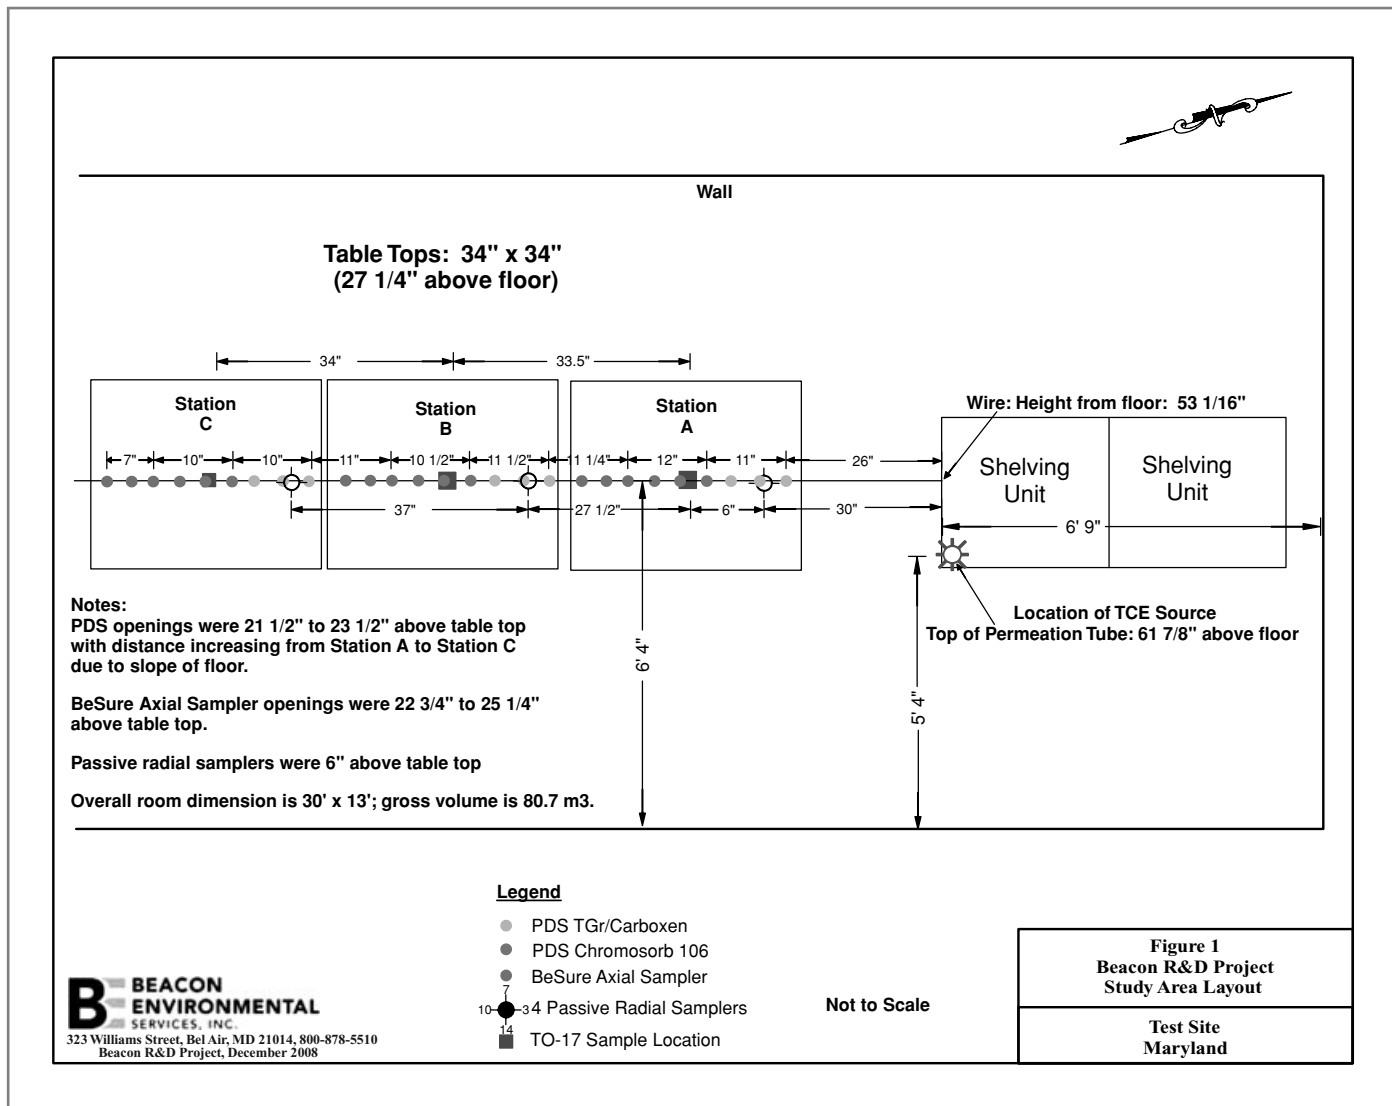 Wall
Table Tops: 34" x 34"
(27 1/4" above floor)
34"
33.5"
Station
C
Station
B
Station
A
Wire: Height from floor: 53 1/16"
7"
10"
10"
11"
10 1/2"
11 1/2"
11 1/4"
12"
11"
26"
Shelving
Unit
Shelving
Unit
37"
27 1/2"
6"
30"
6' 9"
Notes:
PDS openings were 21 1/2" to 23 1/2" above table top
with distance increasing from Station A to Station C
due to slope of floor.
BeSure Axial Sampler openings were 22 3/4" to 25 1/4"
above table top.
Passive radial samplers were 6" above table top
Overall room dimension is 30' x 13'; gross volume is 80.7 m3.
6' 4"
5' 4"
Location of TCE Source
Top of Permeation Tube: 61 7/8" above floor
Legend
PDS TGr/Carboxen
PDS Chromosorb 106
BeSure Axial Sampler
7
10
3
4 Passive Radial Samplers
14
TO-17 Sample Location
Not to Scale
BEACON
ENVIRONMENTAL
SERVICES, INC.
323 Williams Street, Bel Air, MD 21014, 800-878-5510
Beacon R&D Project, December 2008
Figure 1
Beacon R&D Project
Study Area Layout
Test Site
Maryland